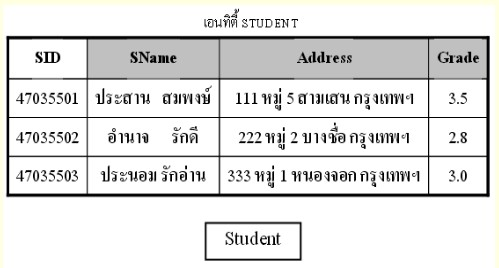 เอนทิตี้ STUDENT
SID SName Address Grade
47035501 ประสาน สมพงษ์ 111 หมู่ 5 สามเสน กรุงเทพฯ 3.5
47035502 อำนาจ รักดี 222 หมู่ 2 บางซื่อ กรุงเทพฯ 2.8
47035503 ประนอม รักอ่าน 333 หมู่ 1 หนองจอก กรุงเทพฯ 3.0
Student